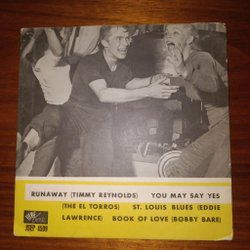 RUNAWAY (TIMMY REYNOLDS) YOU MAY SAY YES
(THE EL TORROS) ST. LOUIS BLUES (EDDIE
LAWRENCE) BOOK OF LOVE (BOBBY BARE)